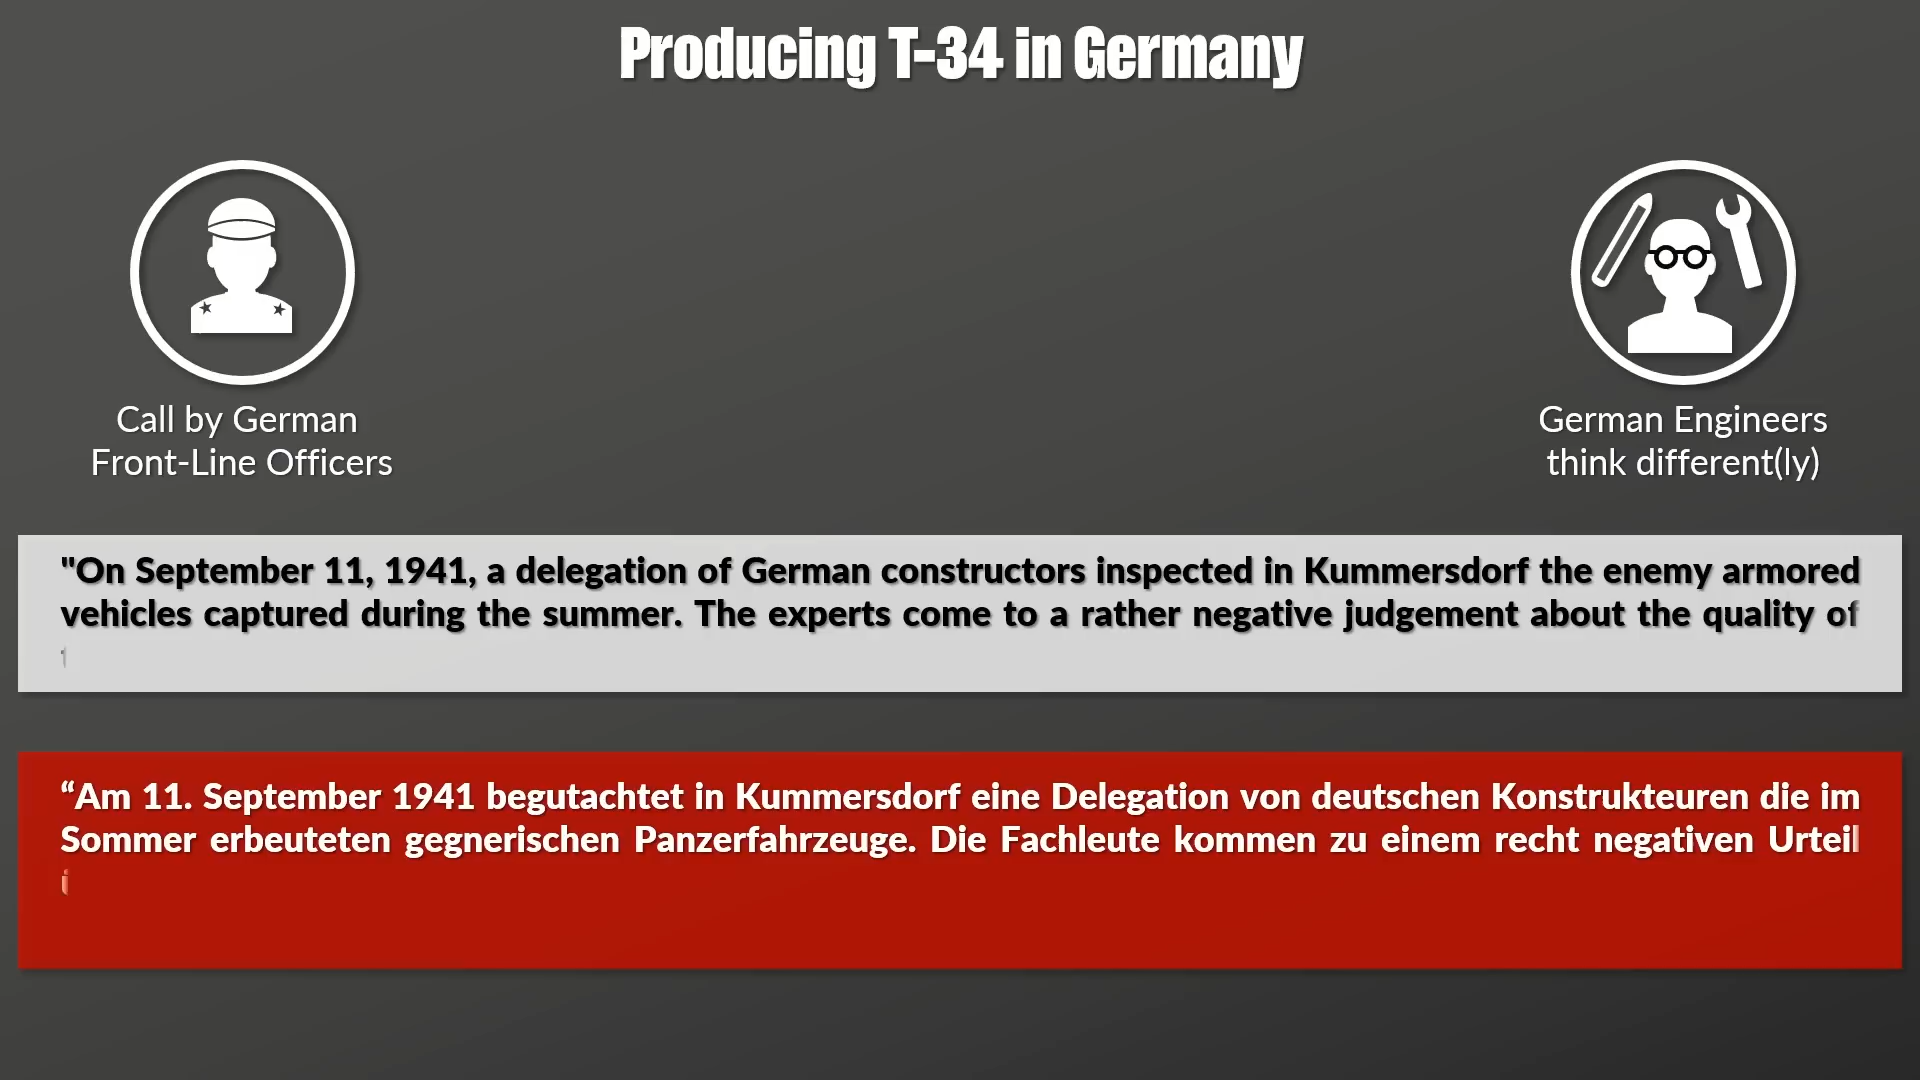 Producing T-34 in Germany
Call by German
Front-Line Officers
German Engineers
think different(ly)
"On September 11, 1941, a delegation of German constructors inspected in Kummersdorf the enemy armored
vehicles captured during the summer. The experts come to a rather negative judgement about the quality of
“Am 11. September 1941 begutachtet in Kummersdorf eine Delegation von deutschen Konstrukteuren die im
Sommer erbeuteten gegnerischen Panzerfahrzeuge. Die Fachleute kommen zu einem recht negativen Urteil